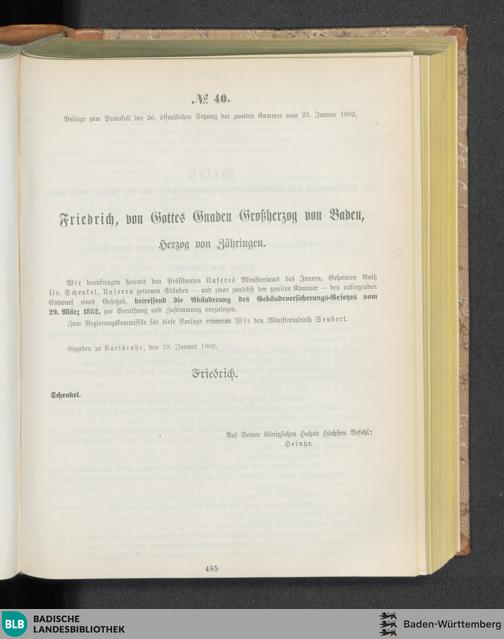 № 40.
Beilage zum Protokoll der 26. öffentlichen Sitzung der zweiten Kammer vom 23. Januar 1902.
Friedrich, von Gottes Gnaden Großherzog von Baden,
Herzog von Zähringen.
Wir beauftragen hiermit den Präsidenten Unseres Ministeriums des Innern, Geheimen Rath
Dr. Schenkel, Unseren getreuen Ständen — und zwar zunächst der zweiten Kammer — den anliegenden
Entwurf eines Gesetzes, betreffend die Abänderung des Gebäudeversicherungs-Gesetzes vom
29. März 1852, zur Berathung und Zustimmung vorzulegen.
Zum Regierungskommissär für diese Vorlage ernennen Wir den Ministerialrath Seubert.
Gegeben zu Karlsruhe, den 19. Januar 1902.
Friedrich.
Schenkel.
Auf Seiner Königlichen Hoheit Höchsten Befehl:
Heintze.
485
BLB BADISCHE
LANDESBIBLIOTHEK
Baden-Württemberg